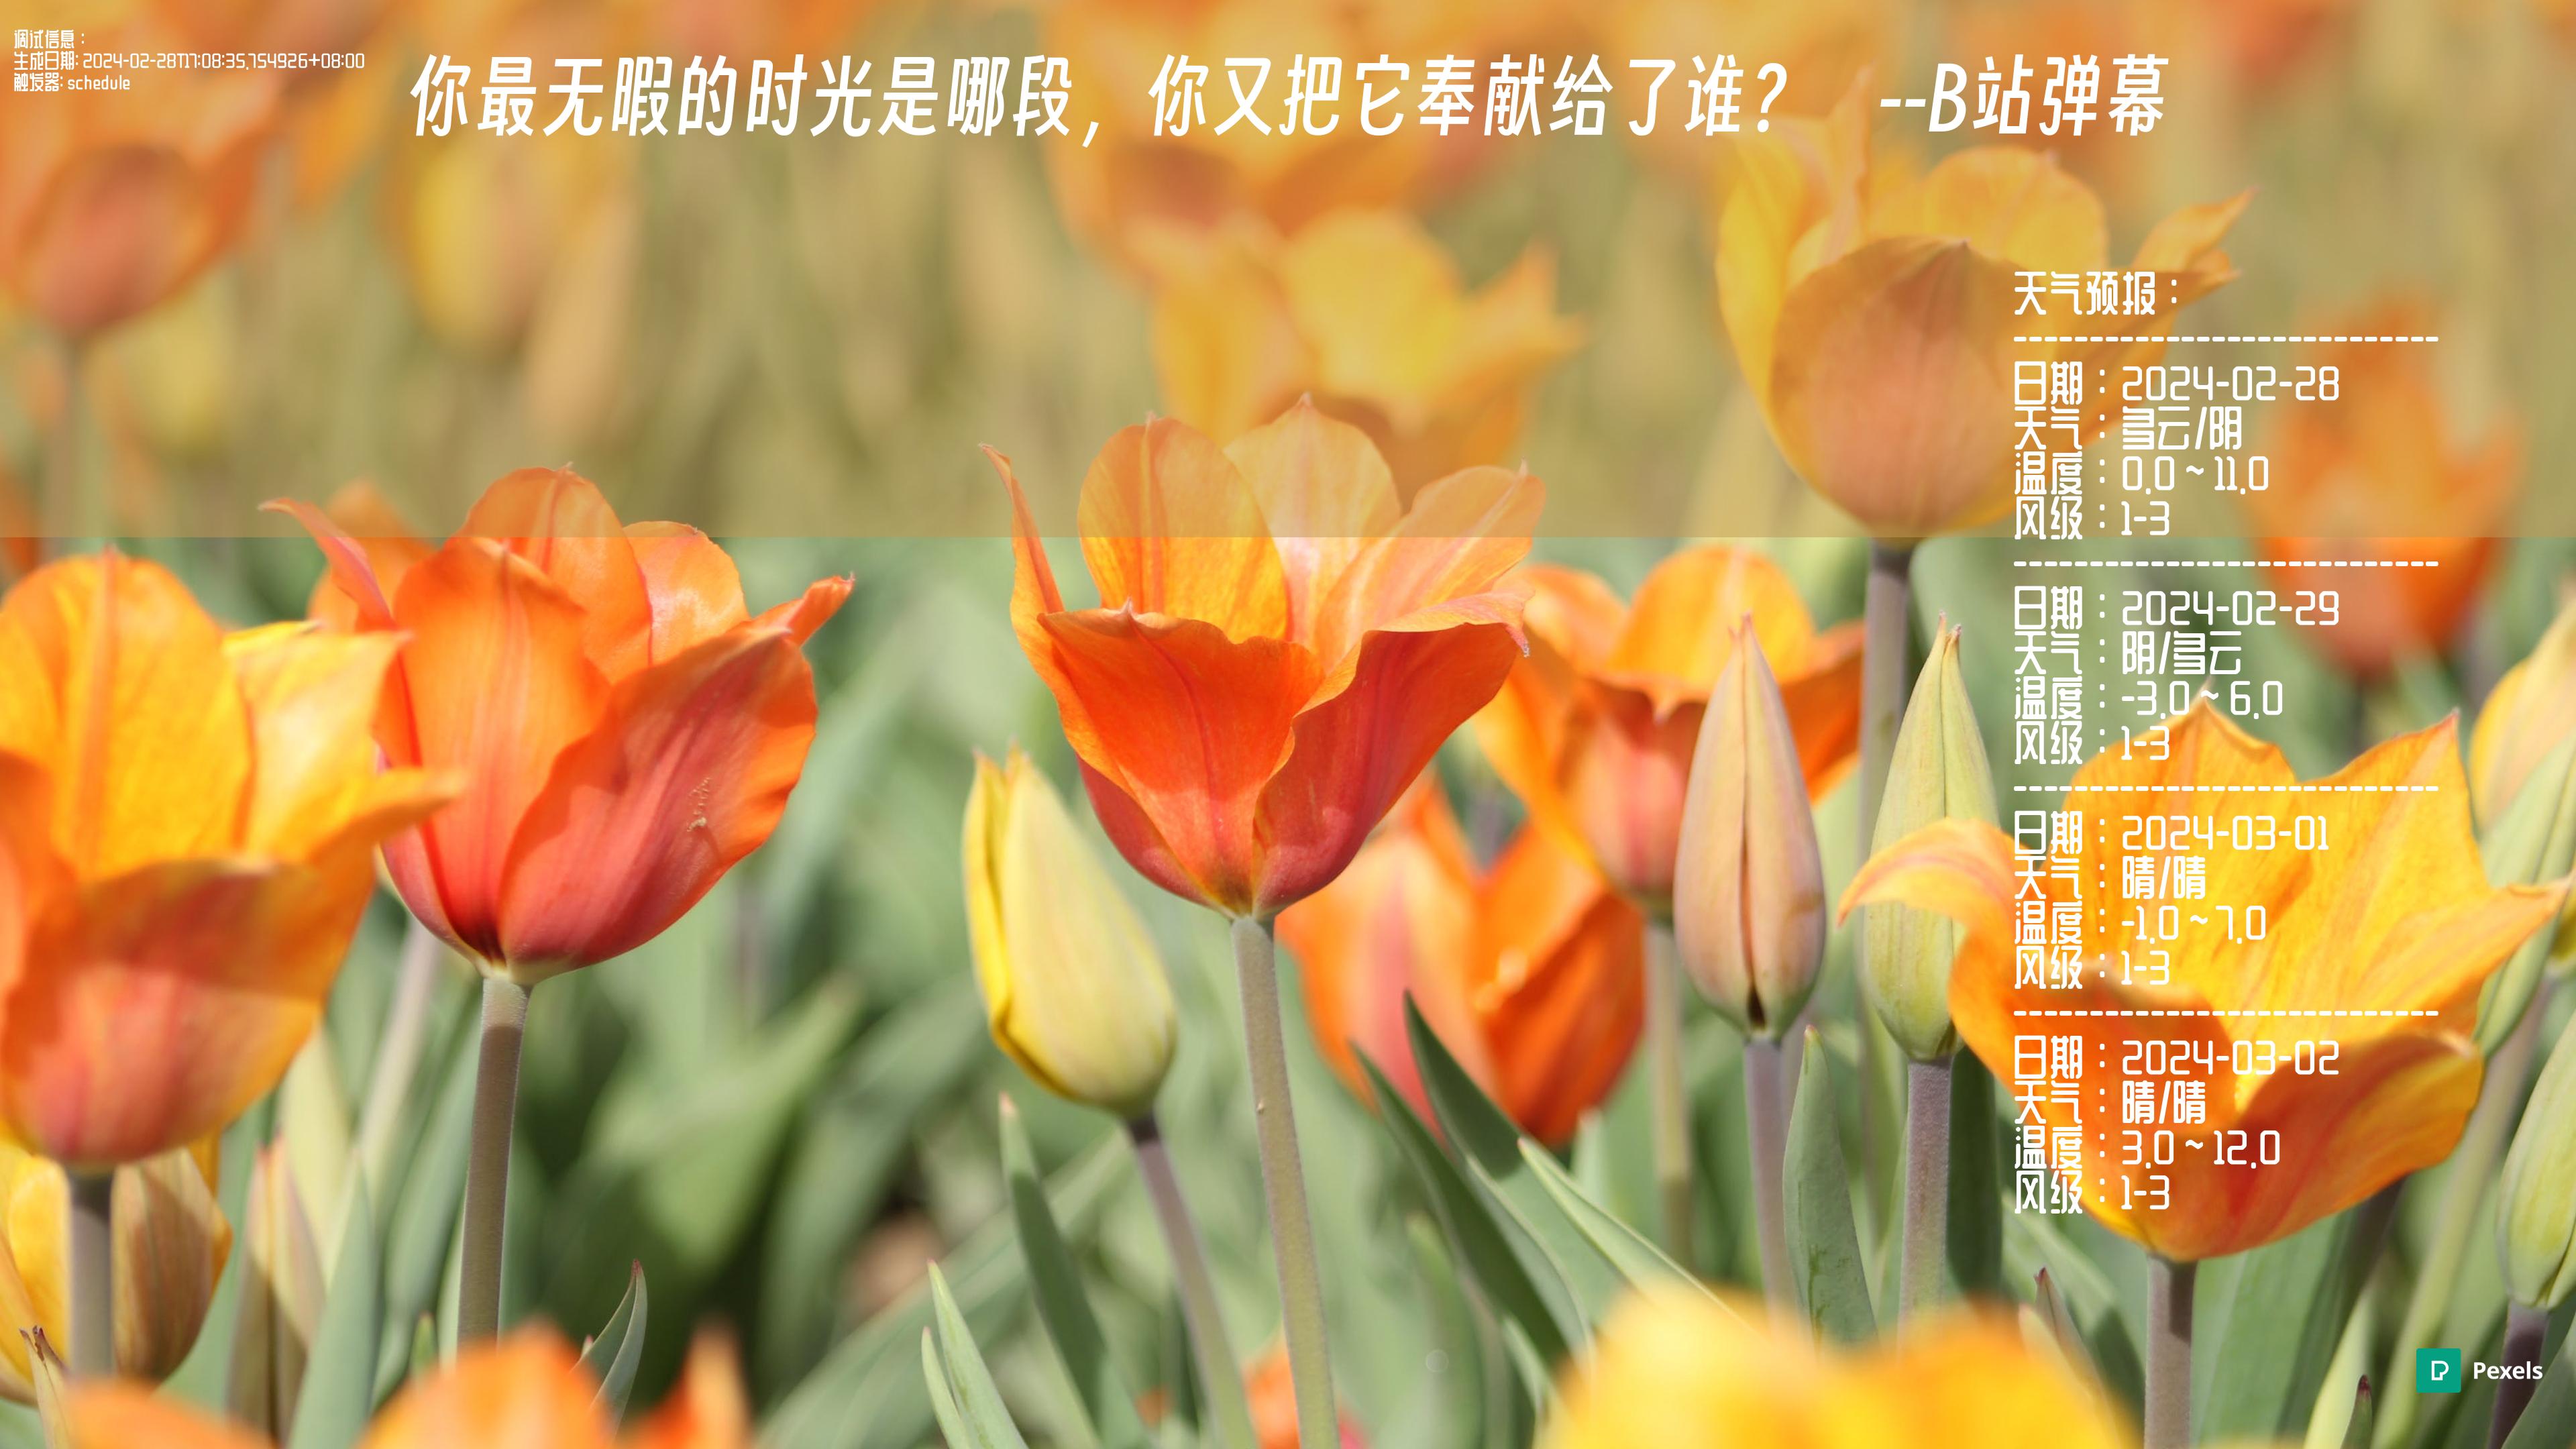 调试信息：
生成日期: 2024-02-28T17:08:35.754926+08:00
触发器: schedule
你最无暇的时光是哪段，你又把它奉献给了谁？ --B站弹幕
天气预报：
----------------------------
日期：2024-02-28
天气：多云/阴
温度：0.0 ~ 11.0
风级：1-3
----------------------------
日期：2024-02-29
天气：阴/多云
温度：-3.0 ~ 6.0
风级：1-3
----------------------------
日期：2024-03-01
天气：晴/晴
温度：-1.0 ~ 7.0
风级：1-3
----------------------------
日期：2024-03-02
天气：晴/晴
温度：3.0 ~ 12.0
风级：1-3
Pexels